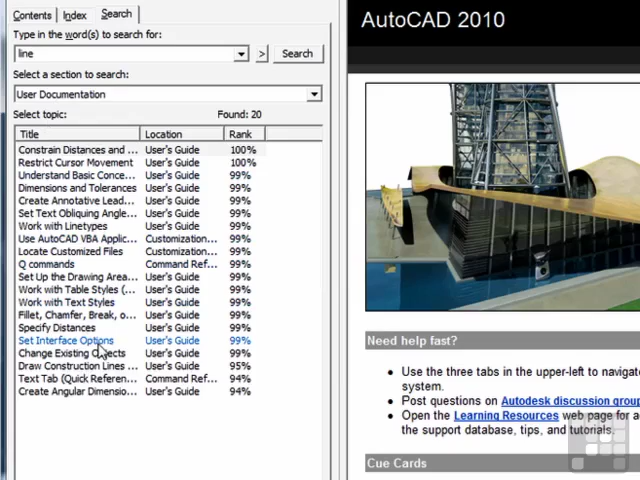 Contents Index Search
Type in the word(s) to search for:
line > Search
Select a section to search:
User Documentation
Select topic: Found: 20
Title Location Rank
Constrain Distances and ... User's Guide 100%
Restrict Cursor Movement User's Guide 100%
Understand Basic Conce... User's Guide 99%
Dimensions and Tolerances User's Guide 99%
Create Annotative Lead... User's Guide 99%
Set Text Obliquing Angle... User's Guide 99%
Work with Linetypes User's Guide 99%
Use AutoCAD VBA Applic... Customization... 99%
Locate Customized Files Customization... 99%
Q commands Command Ref... 99%
Set Up the Drawing Area... User's Guide 99%
Work with Table Styles (... User's Guide 99%
Work with Text Styles User's Guide 99%
Fillet, Chamfer, Break, o... User's Guide 99%
Specify Distances User's Guide 99%
Set Interface Options User's Guide 99%
Change Existing Objects User's Guide 99%
Draw Construction Lines ... User's Guide 95%
Text Tab (Quick Referen... Command Ref... 94%
Create Angular Dimensio... User's Guide 94%
AutoCAD 2010
Need help fast?
• Use the three tabs in the upper-left to navigat
system.
• Post questions on Autodesk discussion group
• Open the Learning Resources web page for a
the support database, tips, and tutorials.
Cue Cards